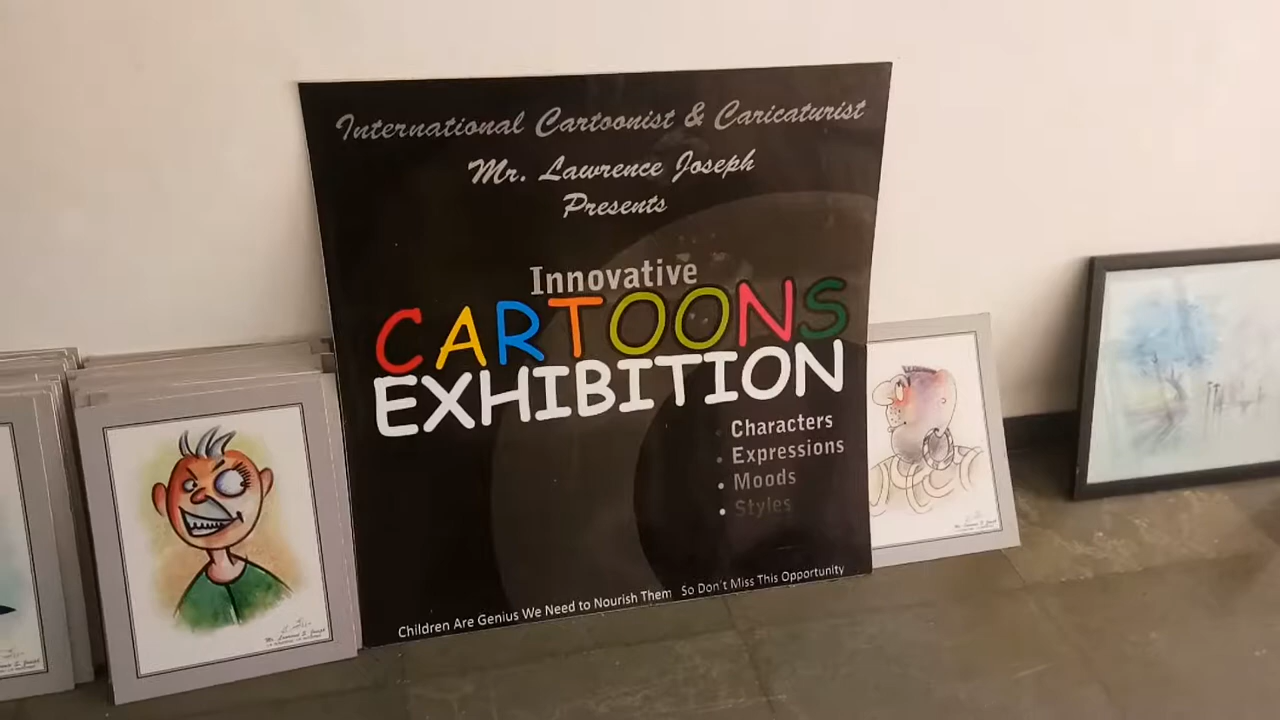 International Cartoonist & Caricaturist
Mr. Lawrence Joseph
Presents
Innovative
CARTOONS
EXHIBITION
• Characters
• Expressions
• Moods
• Styles
Children Are Genius We Need to Nourish Them So Don't Miss This Opportunity